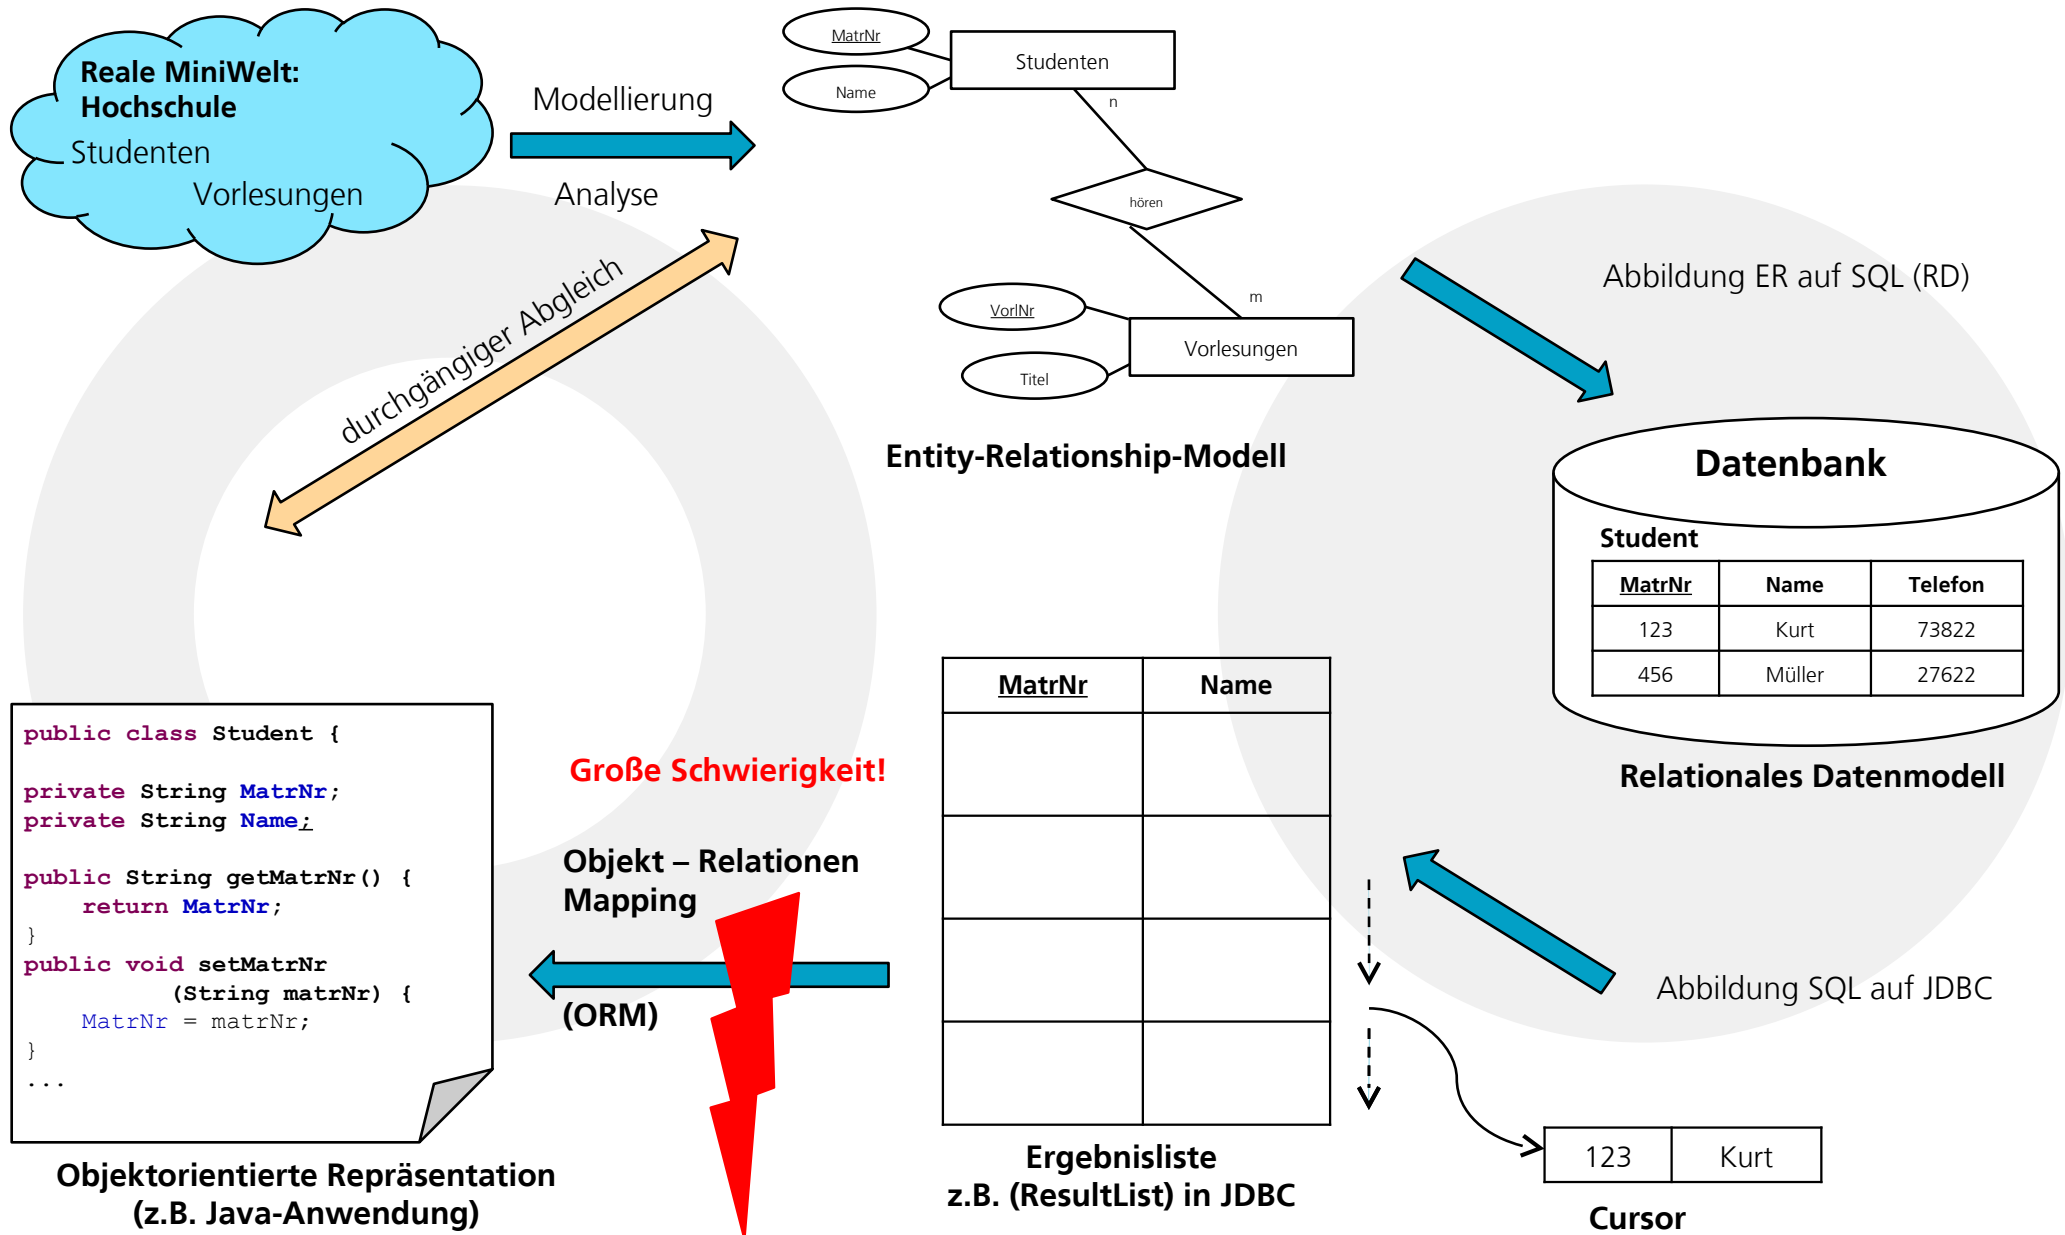 Reale MiniWelt:
Hochschule
Studenten
Vorlesungen
Modellierung
Analyse
MatrNr
Name
Studenten
n
hören
m
VorlNr
Titel
Vorlesungen
Entity-Relationship-Modell
durchgängiger Abgleich
Abbildung ER auf SQL (RD)
Datenbank
Student
MatrNr Name Telefon
123 Kurt 73822
456 Müller 27622
Relationales Datenmodell
Abbildung SQL auf JDBC
MatrNr Name
Ergebnisliste
z.B. (ResultList) in JDBC
123 Kurt
Cursor
Große Schwierigkeit!
Objekt – Relationen
Mapping
(ORM)
public class Student {
private String MatrNr;
private String Name;
public String getMatrNr() {
return MatrNr;
}
public void setMatrNr
(String matrNr) {
MatrNr = matrNr;
}
...
Objektorientierte Repräsentation
(z.B. Java-Anwendung)